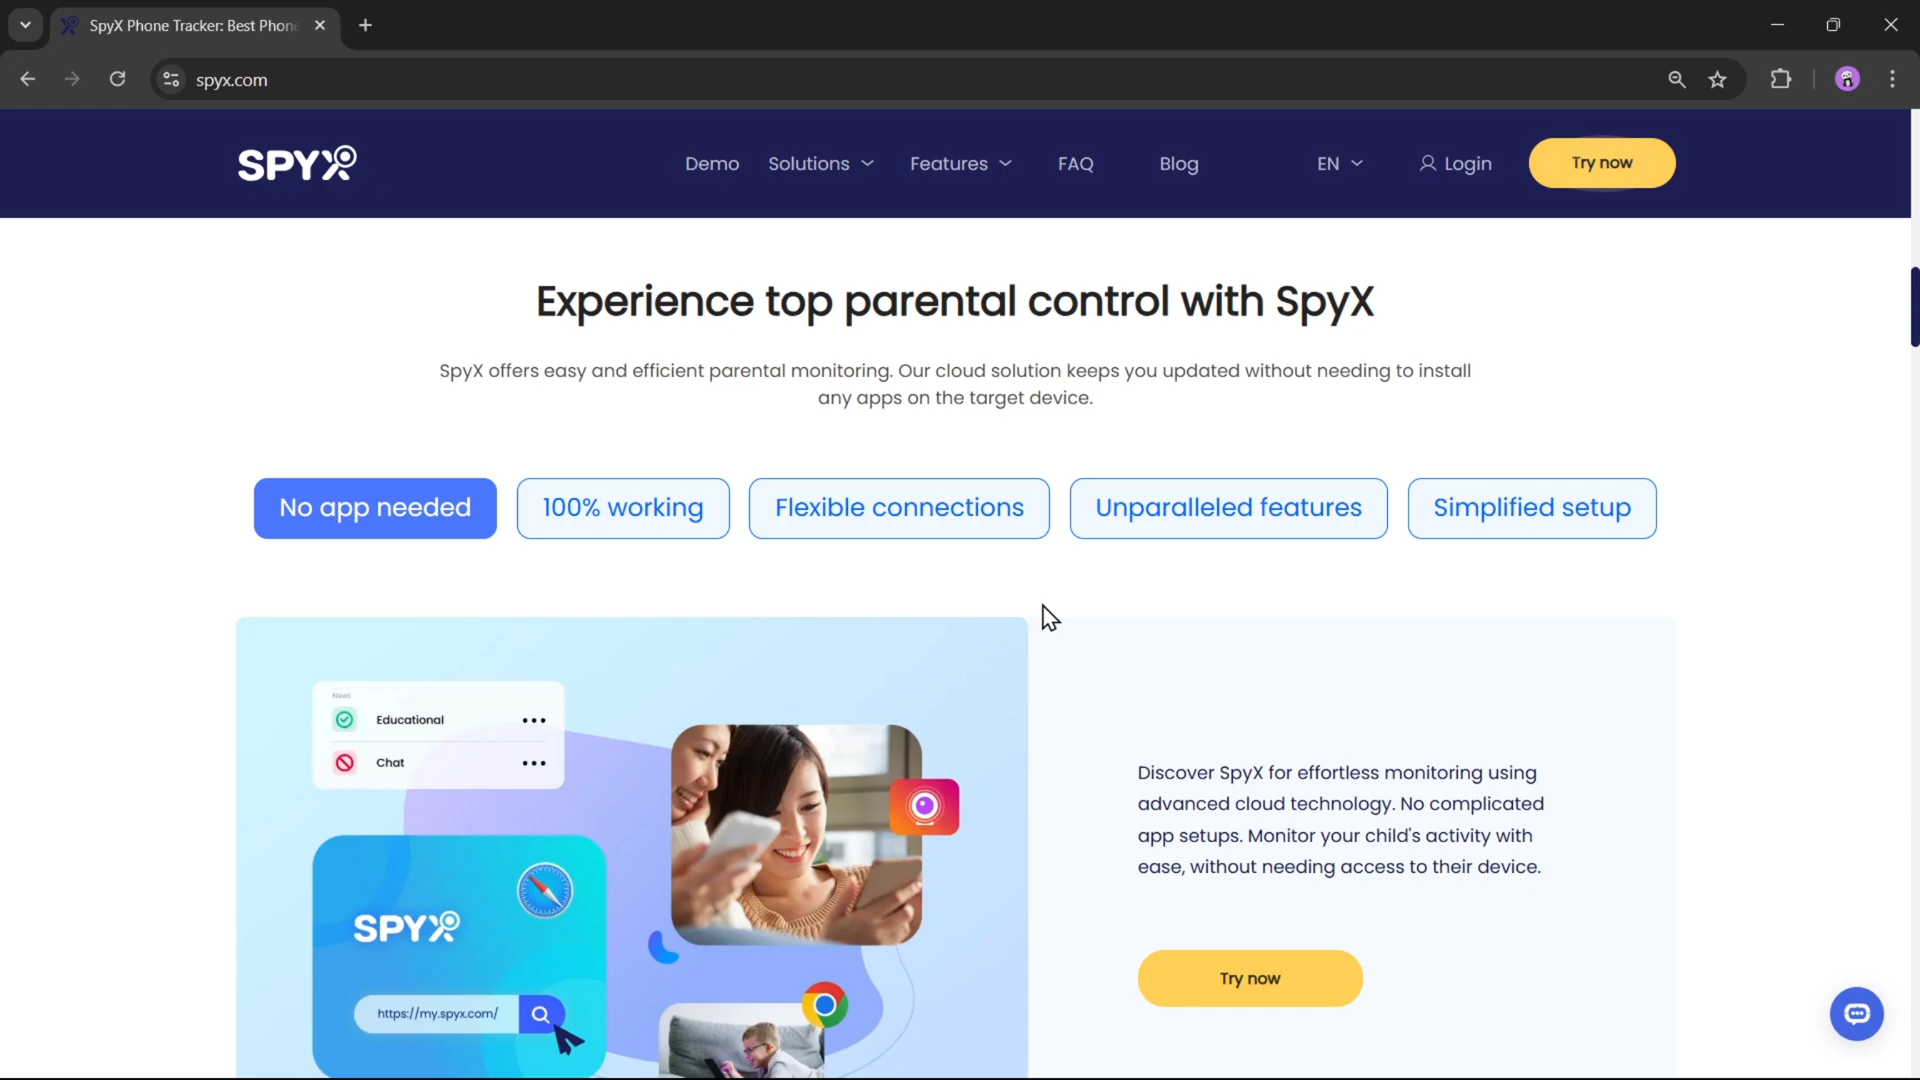 SpyX Phone Tracker: Best Phon
spyx.com
SPYX
Demo
Solutions
Features
FAQ
Blog
EN
Login
Try now
Experience top parental control with SpyX
SpyX offers easy and efficient parental monitoring. Our cloud solution keeps you updated without needing to install
any apps on the target device.
No app needed
100% working
Flexible connections
Unparalleled features
Simplified setup
News
Educational
Chat
SPYX
https://my.spyx.com/
Discover SpyX for effortless monitoring using
advanced cloud technology. No complicated
app setups. Monitor your child's activity with
ease, without needing access to their device.
Try now